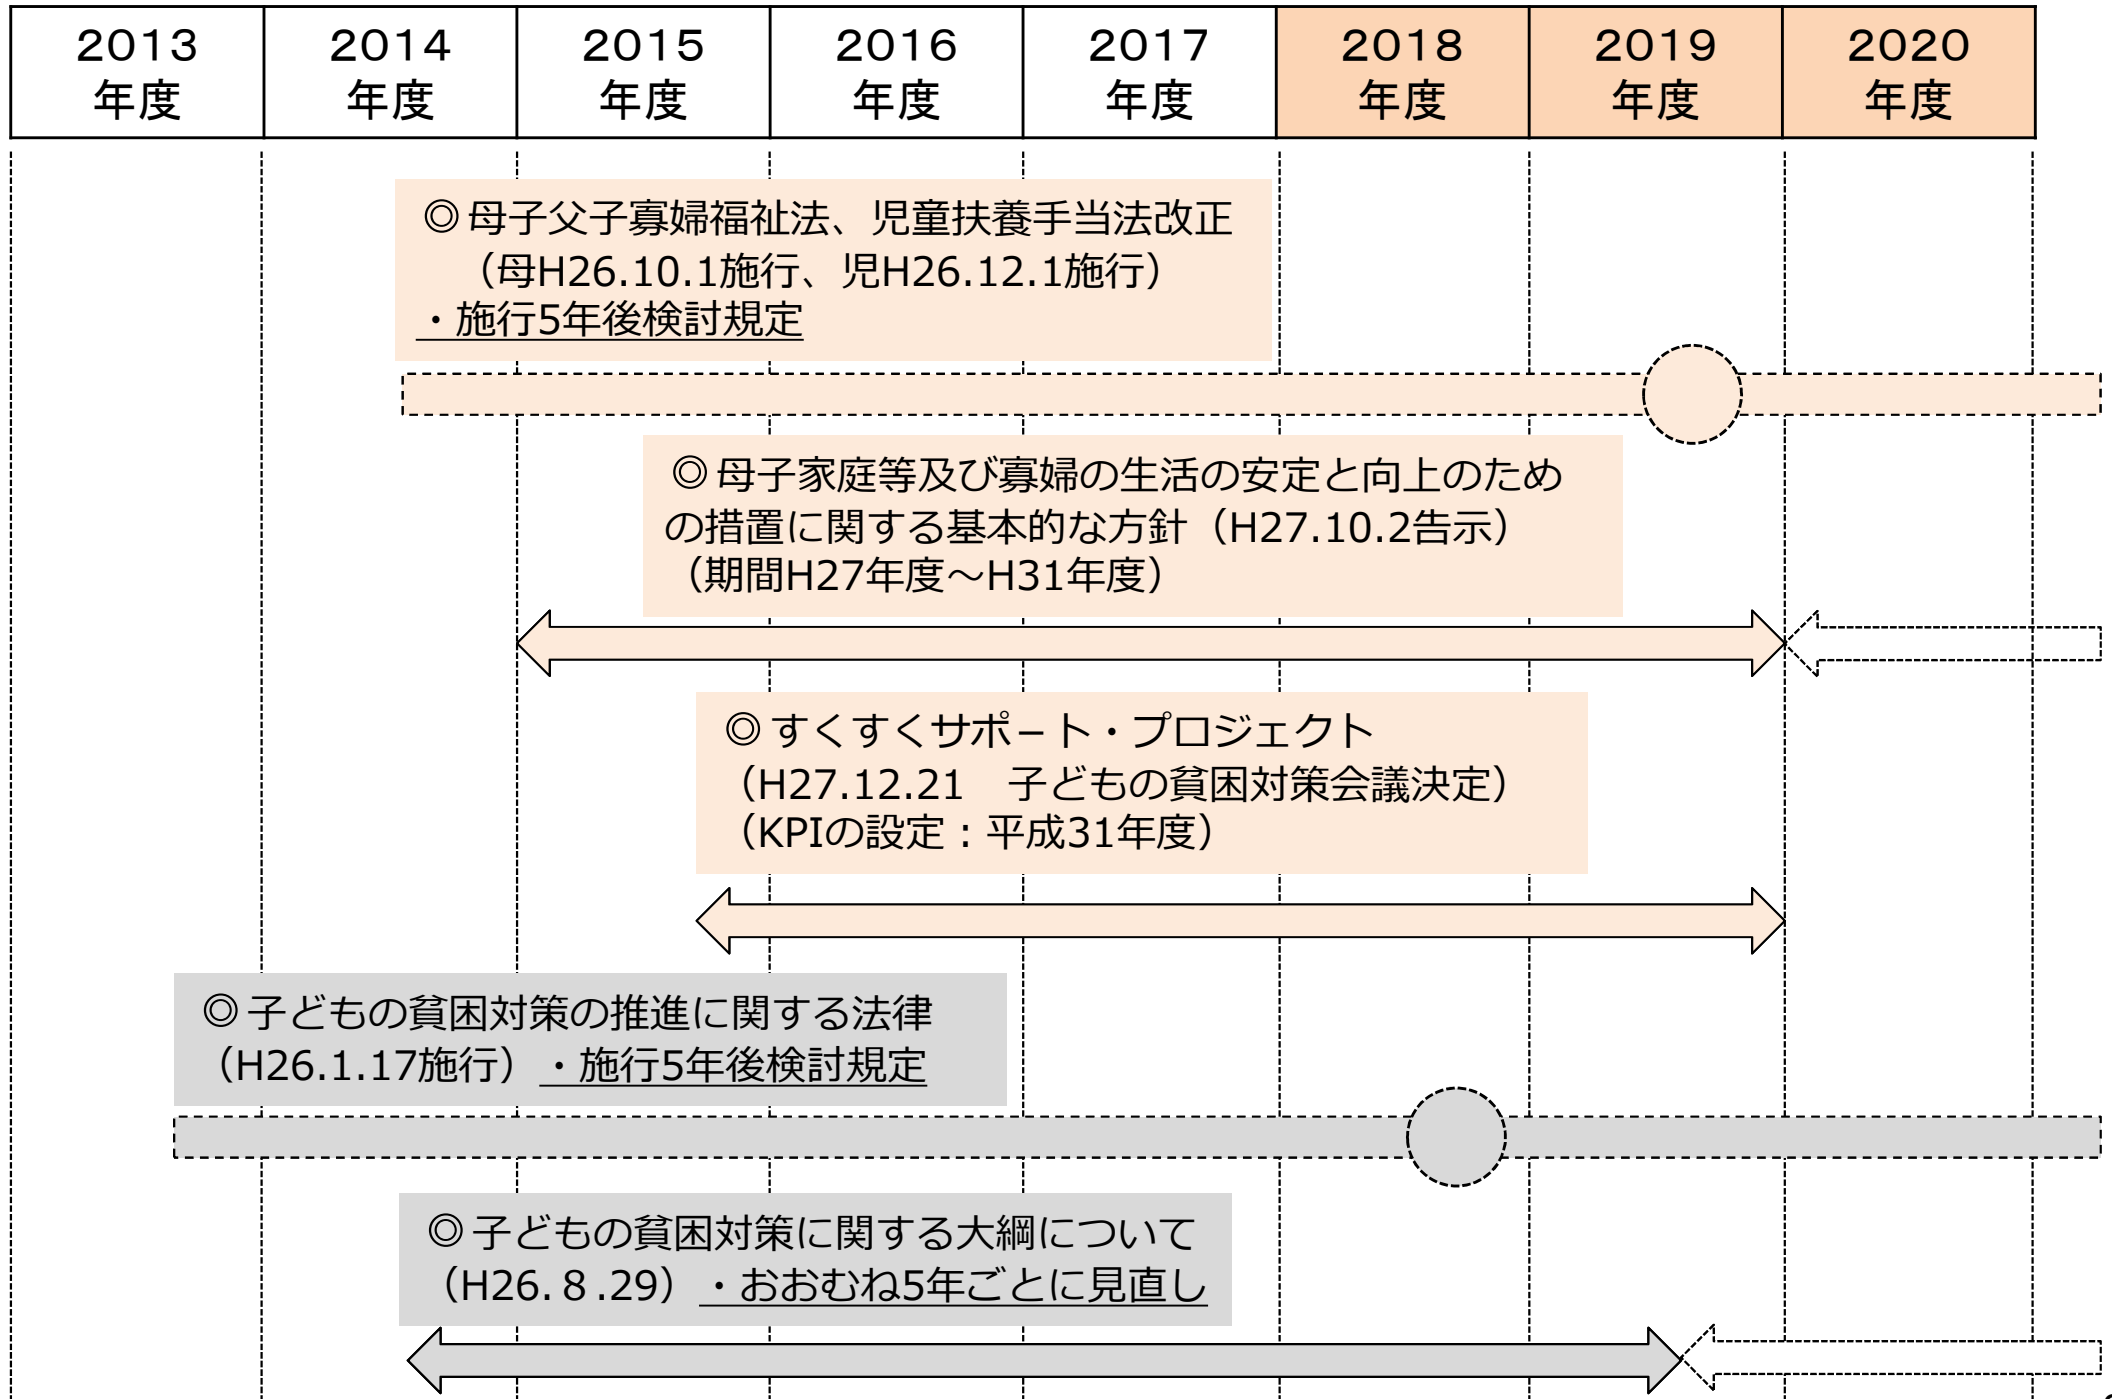 2013 2014 2015 2016 2017 2018 2019 2020
年度 年度 年度 年度 年度 年度 年度 年度
◎母子父子寡婦福祉法、児童扶養手当法改正
（母H26.10.1施行、児H26.12.1施行）
・施行5年後検討規定
◎母子家庭等及び寡婦の生活の安定と向上のため
の措置に関する基本的な方針（H27.10.2告示）
（期間H27年度～H31年度）
◎すくすくサポ－ト・プロジェクト
（H27.12.21　子どもの貧困対策会議決定）
（KPIの設定：平成31年度）
◎子どもの貧困対策の推進に関する法律
（H26.1.17施行）・施行5年後検討規定
◎子どもの貧困対策に関する大綱について
（H26.８.29）・おおむね5年ごとに見直し